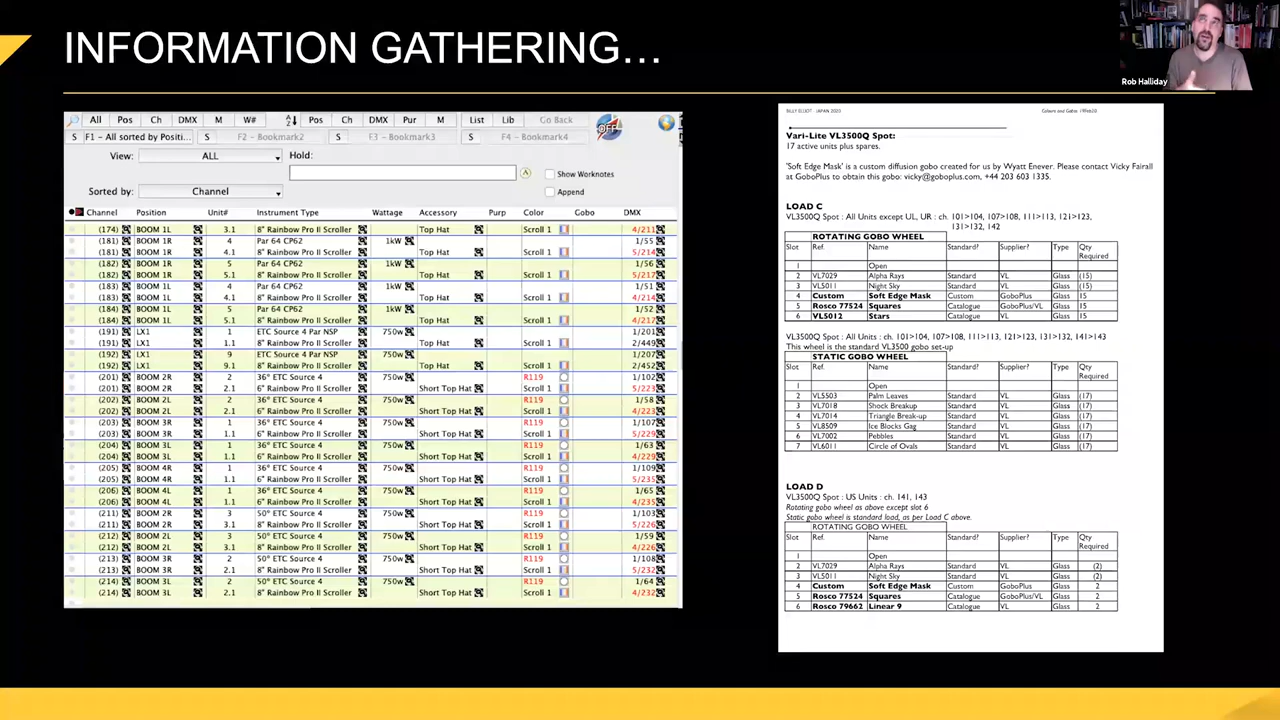 INFORMATION GATHERING…
Rob Halliday
All Pos Ch DMX M W# Pos Ch DMX Pur M List Lib Go Back
S F1 – All sorted by Positi... S F2 – Bookmark2 S F3 – Bookmark3 S F4 – Bookmark4
OFF
View: ALL Hold:
Show Worknotes
Sorted by: Channel Append
Channel Position Unit# Instrument Type Wattage Accessory Purp Color Gobo DMX
(174) BOOM 1L 3.1 8" Rainbow Pro II Scroller Top Hat Scroll 1 4/211
(181) BOOM 1R 4 Par 64 CP62 1kW 1/55
(181) BOOM 1R 4.1 8" Rainbow Pro II Scroller Top Hat Scroll 1 5/214
(182) BOOM 1R 5 Par 64 CP62 1kW 1/56
(182) BOOM 1R 5.1 8" Rainbow Pro II Scroller Top Hat Scroll 1 5/217
(183) BOOM 1L 4 Par 64 CP62 1kW 1/51
(183) BOOM 1L 4.1 8" Rainbow Pro II Scroller Top Hat Scroll 1 4/214
(184) BOOM 1L 5 Par 64 CP62 1kW 1/52
(184) BOOM 1L 5.1 8" Rainbow Pro II Scroller Top Hat Scroll 1 4/217
(191) LX1 1 ETC Source 4 Par NSP 750w 1/201
(191) LX1 1.1 8" Rainbow Pro II Scroller Top Hat Scroll 1 2/449
(192) LX1 9 ETC Source 4 Par NSP 750w 1/207
(192) LX1 9.1 8" Rainbow Pro II Scroller Top Hat Scroll 1 2/452
(201) BOOM 2R 2 36° ETC Source 4 750w R119 1/102
(201) BOOM 2R 2.1 6" Rainbow Pro II Scroller Short Top Hat Scroll 1 5/223
(202) BOOM 2L 2 36° ETC Source 4 750w R119 1/58
(202) BOOM 2L 2.1 6" Rainbow Pro II Scroller Short Top Hat Scroll 1 4/223
(203) BOOM 3R 1 36° ETC Source 4 750w R119 1/107
(203) BOOM 3R 1.1 6" Rainbow Pro II Scroller Short Top Hat Scroll 1 5/229
(204) BOOM 3L 1 36° ETC Source 4 750w R119 1/63
(204) BOOM 3L 1.1 6" Rainbow Pro II Scroller Short Top Hat Scroll 1 4/229
(205) BOOM 4R 1 36° ETC Source 4 750w R119 1/109
(205) BOOM 4R 1.1 6" Rainbow Pro II Scroller Short Top Hat Scroll 1 5/235
(206) BOOM 4L 1 36° ETC Source 4 750w R119 1/65
(206) BOOM 4L 1.1 6" Rainbow Pro II Scroller Short Top Hat Scroll 1 4/235
(211) BOOM 2R 3 50° ETC Source 4 750w R119 1/103
(211) BOOM 2R 3.1 8" Rainbow Pro II Scroller Short Top Hat Scroll 1 5/226
(212) BOOM 2L 3 50° ETC Source 4 750w R119 1/59
(212) BOOM 2L 3.1 8" Rainbow Pro II Scroller Short Top Hat Scroll 1 4/226
(213) BOOM 3R 2 50° ETC Source 4 750w R119 1/108
(213) BOOM 3R 2.1 8" Rainbow Pro II Scroller Short Top Hat Scroll 1 5/232
(214) BOOM 3L 2 50° ETC Source 4 750w R119 1/64
(214) BOOM 3L 2.1 8" Rainbow Pro II Scroller Short Top Hat Scroll 1 4/232
BILLY ELLIOT - JAPAN 2020
Vari-Lite VL3500Q Spot:
17 active units plus spares.
'Soft Edge Mask' is a custom diffusion gobo created for us by Wyatt Enever. Please contact Vicky Fairall
at GoboPlus to obtain this gobo: vicky@goboplus.com, +44 203 603 1335.
LOAD C
VL3500Q Spot : All Units except UL, UR : ch. 101>104, 107>108, 111>113, 121>123,
131>132, 142
ROTATING GOBO WHEEL
Slot Ref. Name Standard? Supplier? Type Qty
Required
1 Open
2 VL7029 Alpha Rays Standard VL Glass (15)
3 VL5011 Night Sky Standard VL Glass (15)
4 Custom Soft Edge Mask Custom GoboPlus Glass 15
5 Rosco 77524 Squares Catalogue GoboPlus/VL Glass 15
6 VL5012 Stars Catalogue VL Glass 15
VL3500Q Spot : All Units : ch. 101>104, 107>108, 111>113, 121>123, 131>132, 141>143
This wheel is the standard VL3500 gobo set-up
STATIC GOBO WHEEL
Slot Ref. Name Standard? Supplier? Type Qty
Required
1 Open
2 VL5503 Palm Leaves Standard VL Glass (17)
3 VL7018 Shock Breakup Standard VL Glass (17)
4 VL7014 Triangle Break-up Standard VL Glass (17)
5 VL8509 Ice Blocks Gag Standard VL Glass (17)
6 VL7002 Pebbles Standard VL Glass (17)
7 VL6011 Circle of Ovals Standard VL Glass (17)
LOAD D
VL3500Q Spot : US Units : ch. 141, 143
Rotating gobo wheel as above except slot 6
Static gobo wheel is standard load, as per Load C above.
ROTATING GOBO WHEEL
Slot Ref. Name Standard? Supplier? Type Qty
Required
1 Open
2 VL7029 Alpha Rays Standard VL Glass (2)
3 VL5011 Night Sky Standard VL Glass (2)
4 Custom Soft Edge Mask Custom GoboPlus Glass 2
5 Rosco 77524 Squares Catalogue GoboPlus/VL Glass 2
6 Rosco 79662 Linear 9 Catalogue VL Glass 2